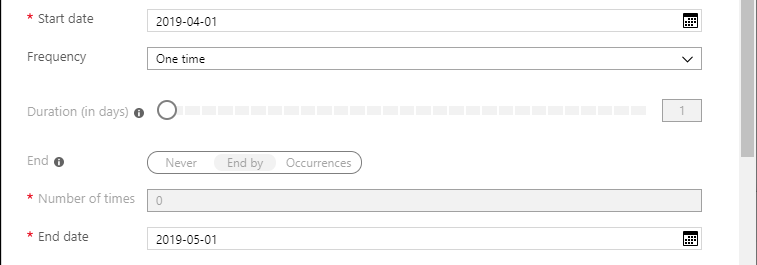 * Start date 2019-04-01
Frequency One time
Duration (in days) 1
End Never End by Occurrences
* Number of times 0
* End date 2019-05-01